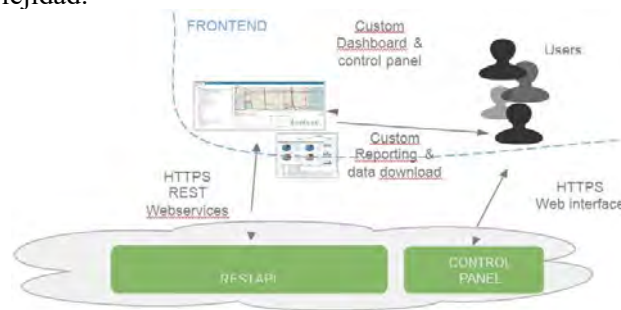 lejidad.
FRONTEND
Custom
Dashboard &
control panel
Users
Custom
Reporting &
data download
HTTPS
REST
Webservices
HTTPS
Web interface
RESTAPI
CONTROL
PANEL